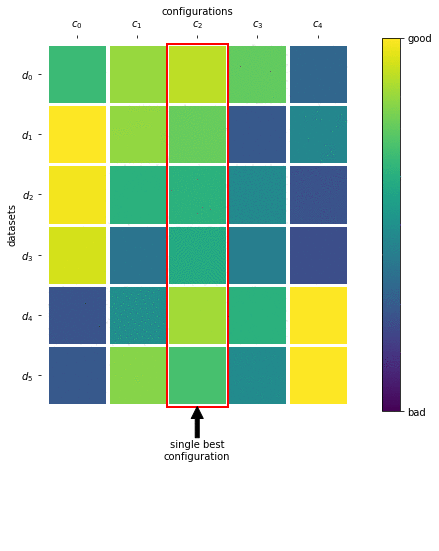 configurations
c0 c1 c2 c3 c4
good
d0
d1
d2
datasets
d3
d4
d5
bad
single best
configuration